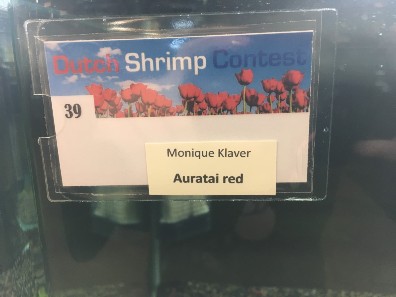 Dutch Shrimp Contest
39
Monique Klaver
Auratai red